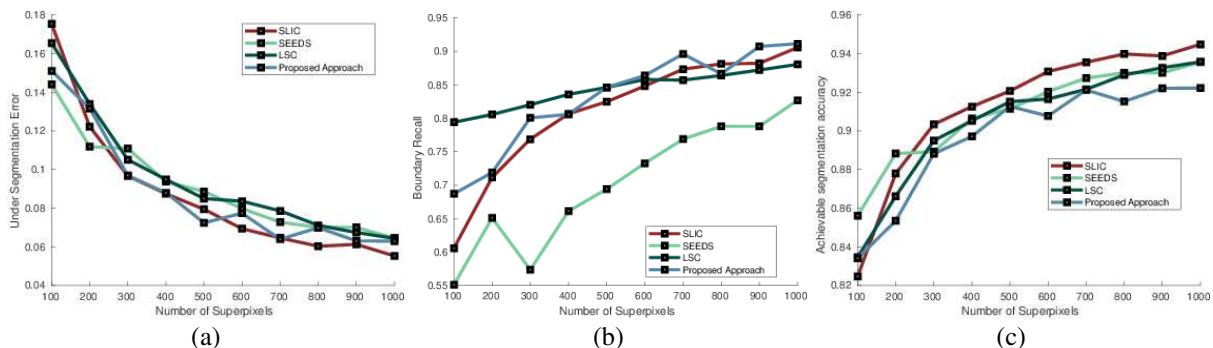 0.18
0.16
0.14
0.12
0.1
0.08
0.06
0.04
Under Segmentation Error
SLIC
SEEDS
LSC
Proposed Approach
100 200 300 400 500 600 700 800 900 1000
Number of Superpixels
(a)
0.95
0.9
0.85
0.8
0.75
0.7
0.65
0.6
0.55
Boundary Recall
SLIC
SEEDS
LSC
Proposed Approach
100 200 300 400 500 600 700 800 900 1000
Number of Superpixels
(b)
0.96
0.94
0.92
0.9
0.88
0.86
0.84
0.82
Achievable segmentation accuracy
SLIC
SEEDS
LSC
Proposed Approach
100 200 300 400 500 600 700 800 900 1000
Number of Superpixels
(c)